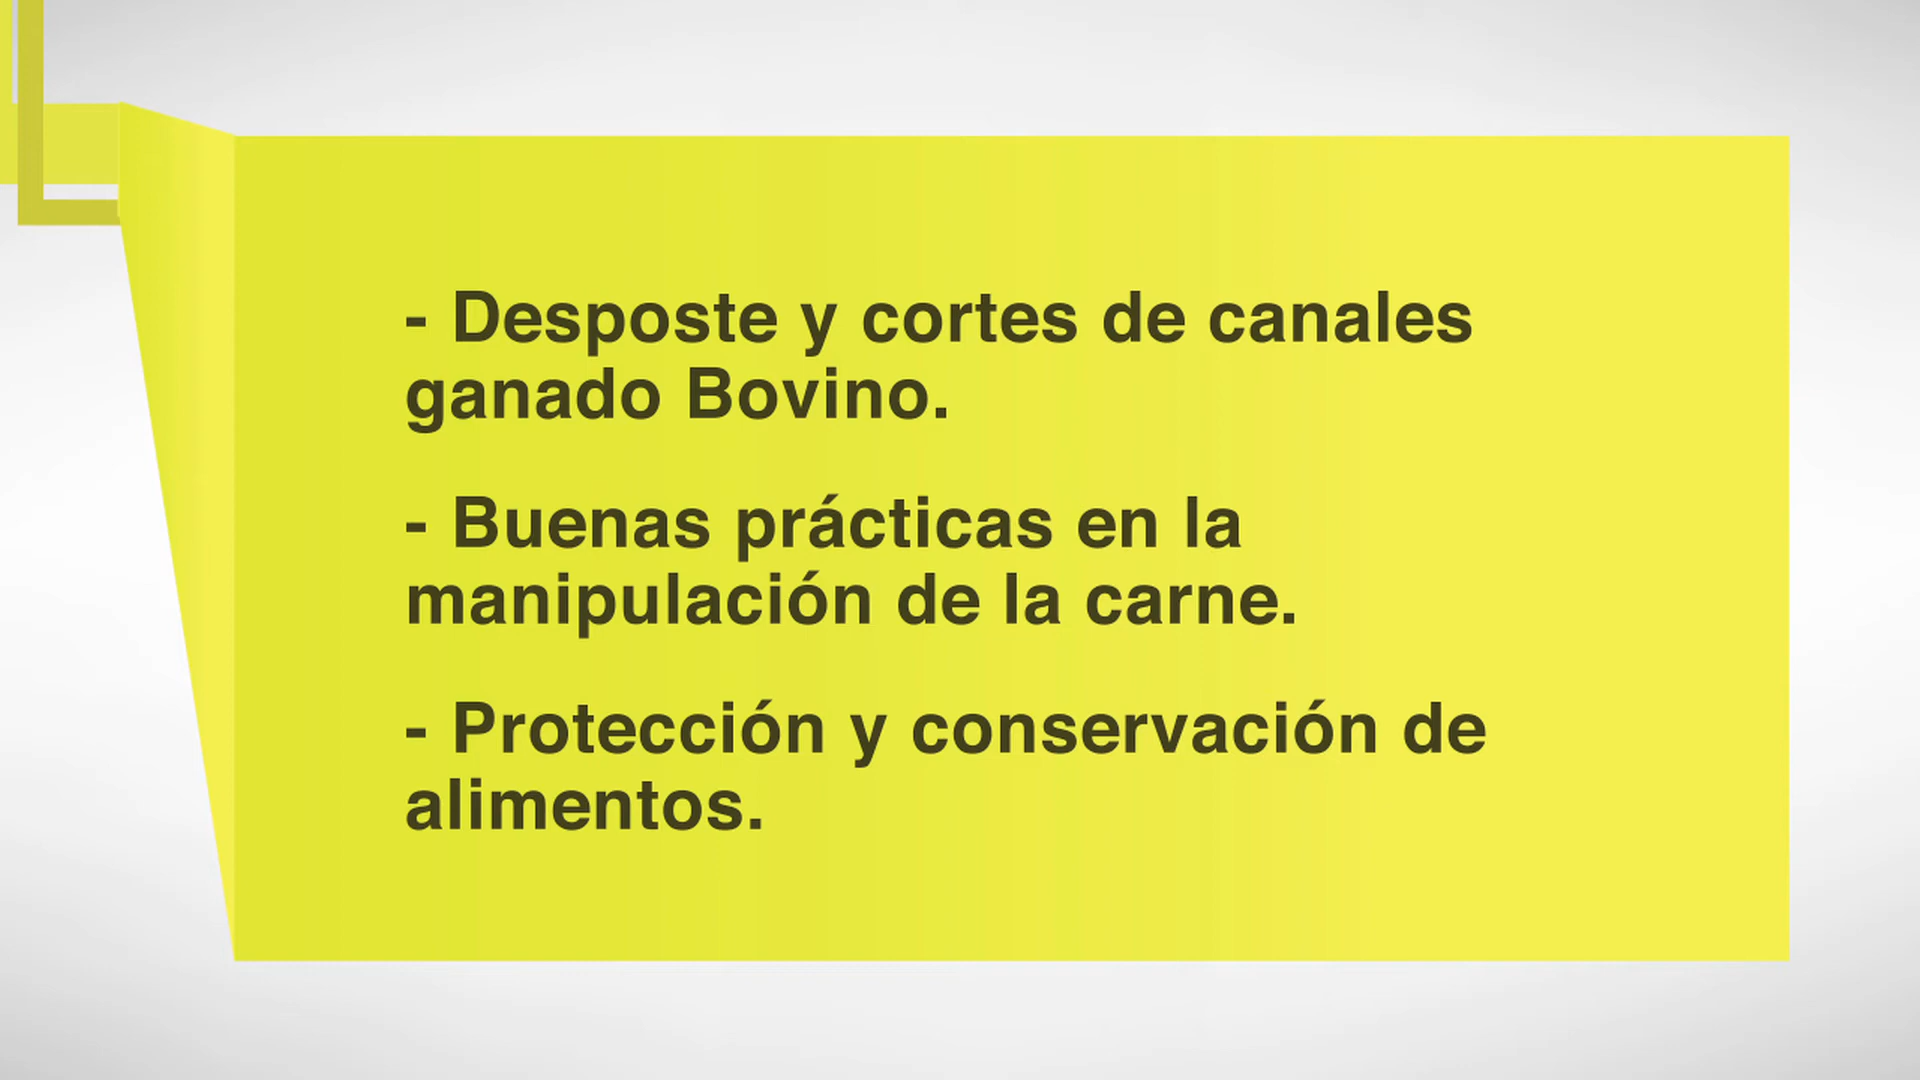 - Desposte y cortes de canales
ganado Bovino.
- Buenas prácticas en la
manipulación de la carne.
- Protección y conservación de
alimentos.